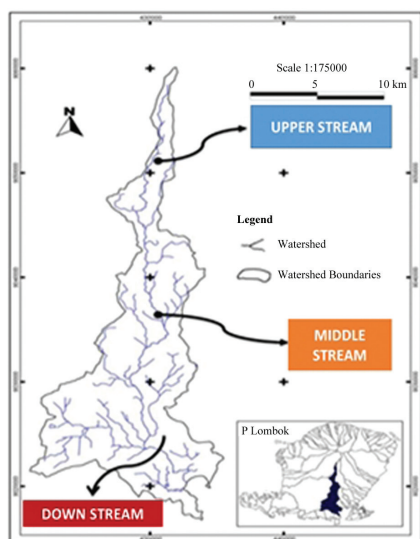 Scale 1:175000
0 5 10 km
N
UPPER STREAM
Legend
Watershed
Watershed Boundaries
MIDDLE
STREAM
P Lombok
DOWN STREAM